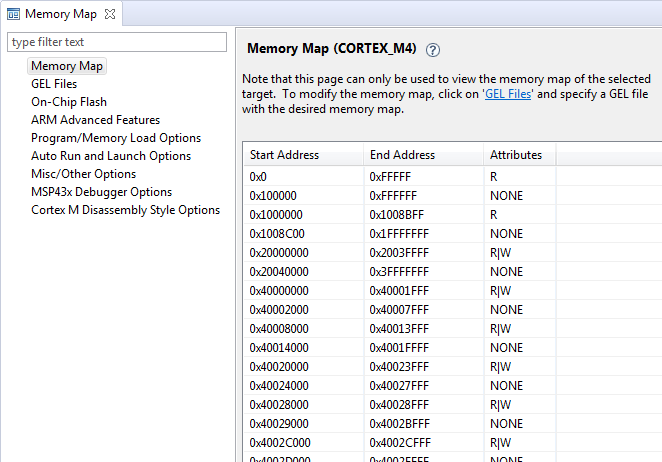 Memory Map
type filter text
Memory Map
GEL Files
On-Chip Flash
ARM Advanced Features
Program/Memory Load Options
Auto Run and Launch Options
Misc/Other Options
MSP43x Debugger Options
Cortex M Disassembly Style Options
Memory Map (CORTEX_M4)
Note that this page can only be used to view the memory map of the selected
target. To modify the memory map, click on 'GEL Files' and specify a GEL file
with the desired memory map.
Start Address End Address Attributes
0x0 0xFFFFF R
0x100000 0xFFFFFF NONE
0x1000000 0x1008BFF R
0x1008C00 0x1FFFFFFF NONE
0x20000000 0x2003FFFF R|W
0x20040000 0x3FFFFFFF NONE
0x40000000 0x40001FFF R|W
0x40002000 0x40007FFF NONE
0x40008000 0x40013FFF R|W
0x40014000 0x4001FFFF NONE
0x40020000 0x40023FFF R|W
0x40024000 0x40027FFF NONE
0x40028000 0x40028FFF R|W
0x40029000 0x4002BFFF NONE
0x4002C000 0x4002CFFF R|W
0x4002D000 0x4002FFFF NONE